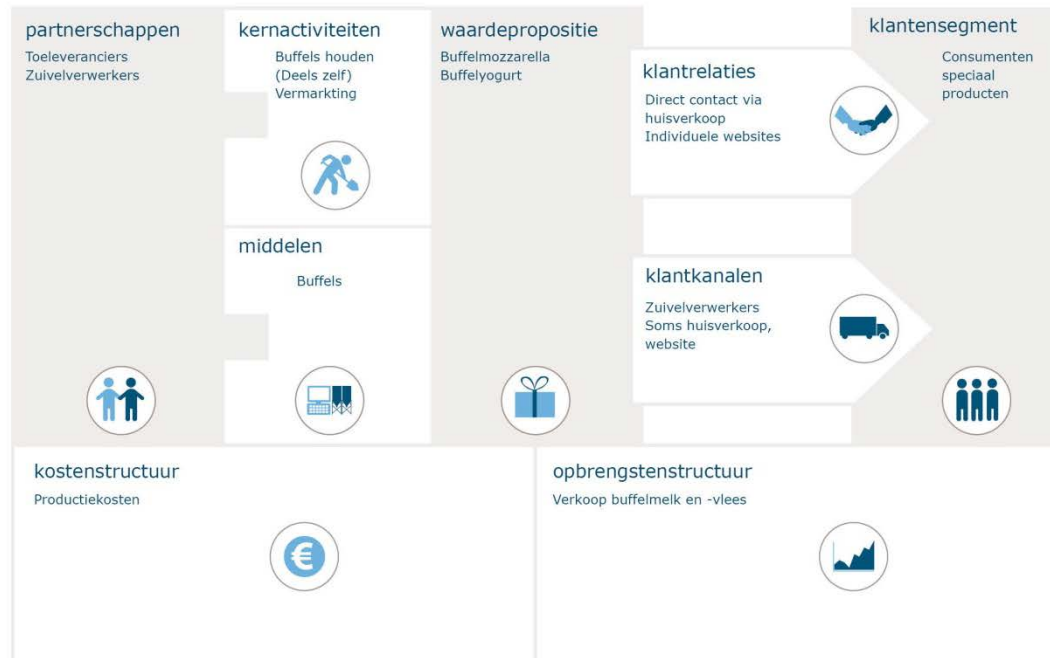 partnerschappen
Toeleveranciers
Zuivelverwerkers
kernactiviteiten
Buffels houden
(Deels zelf)
Vermarkting
middelen
Buffels
waardepropositie
Buffelmozzarella
Buffelyogurt
klantrelaties
Direct contact via
huisverkoop
Individuele websites
klantkanalen
Zuivelverwerkers
Soms huisverkoop,
website
klantensegment
Consumenten
speciaal
producten
kostenstructuur
Productiekosten
€
opbrengstenstructuur
Verkoop buffelmelk en -vlees